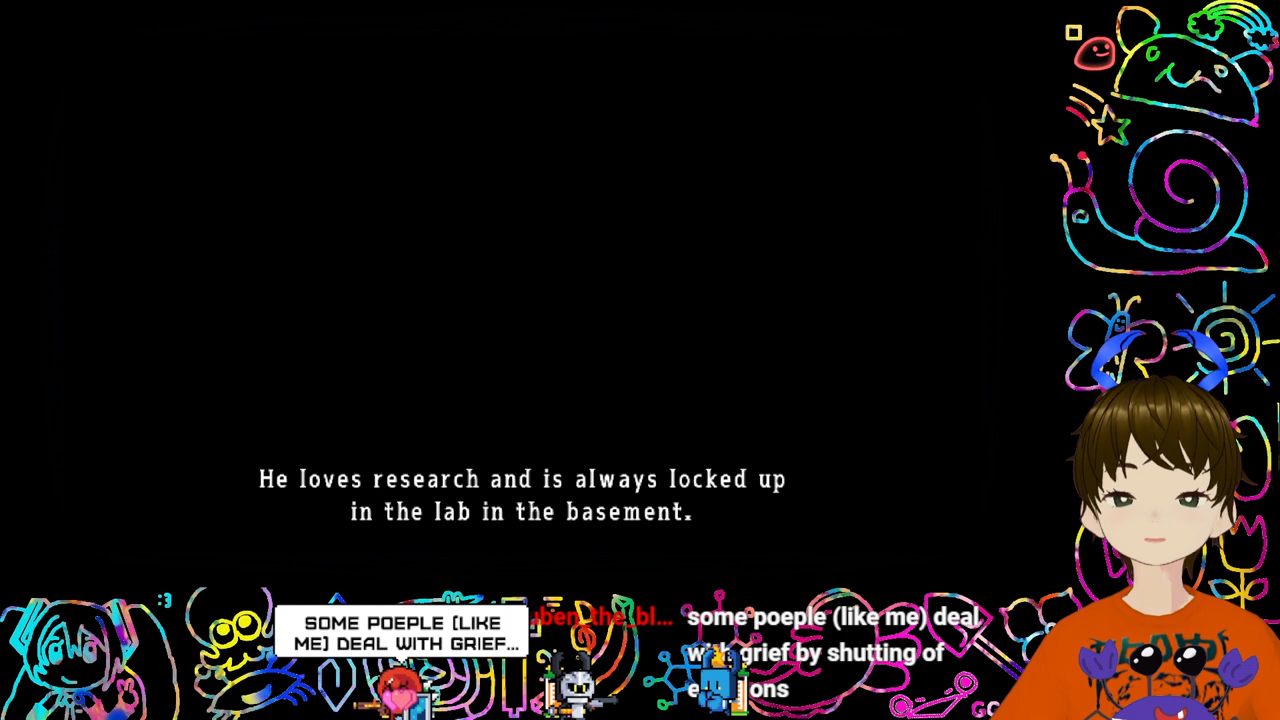 He loves research and is always locked up
in the lab in the basement.
:3
SOME POEPLE (LIKE
ME) DEAL WITH GRIEF...
some poeple (like me) deal
grief by shutting of